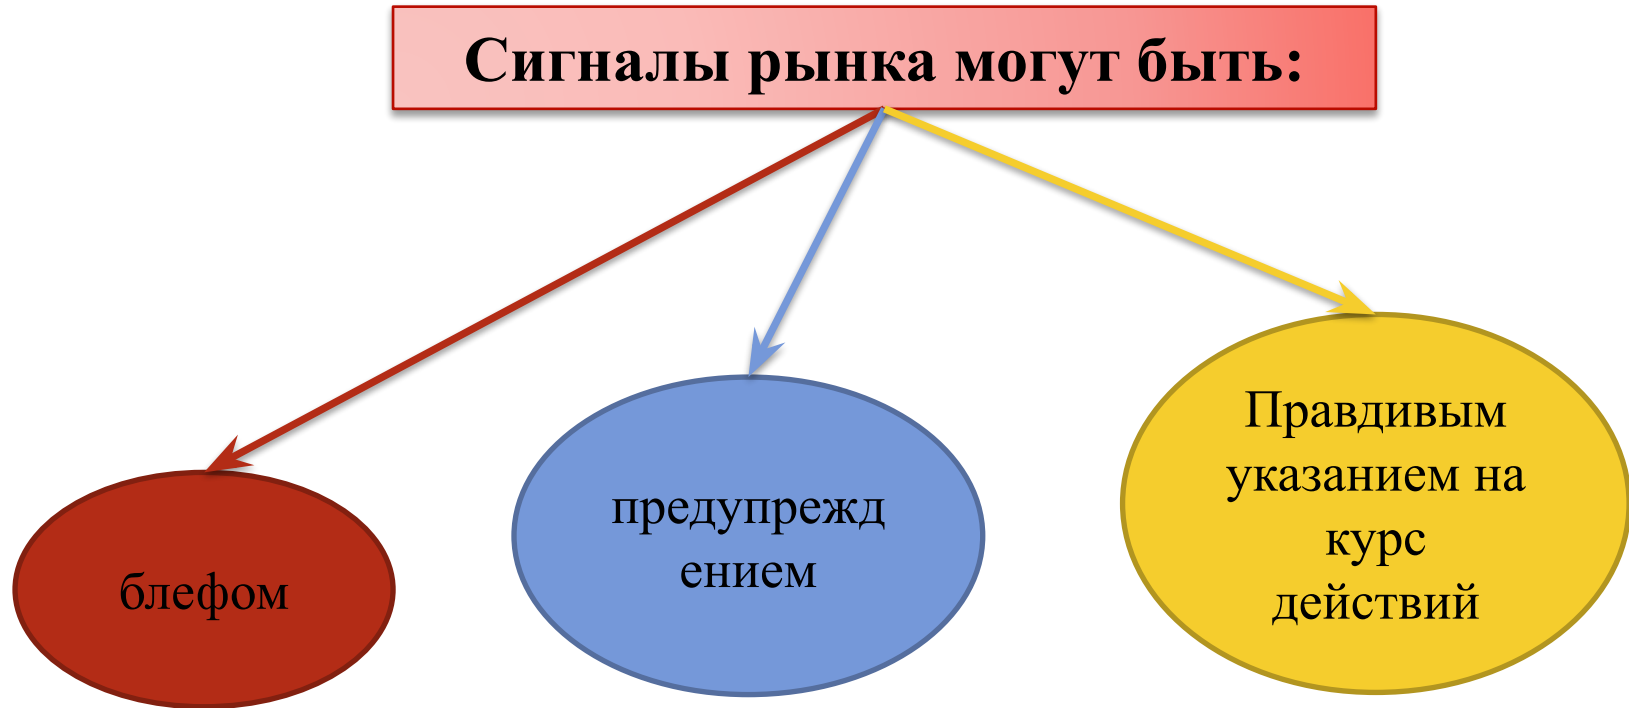 Сигналы рынка могут быть:
блефом
предупрежд
ением
Правдивым
указанием на
курс
действий